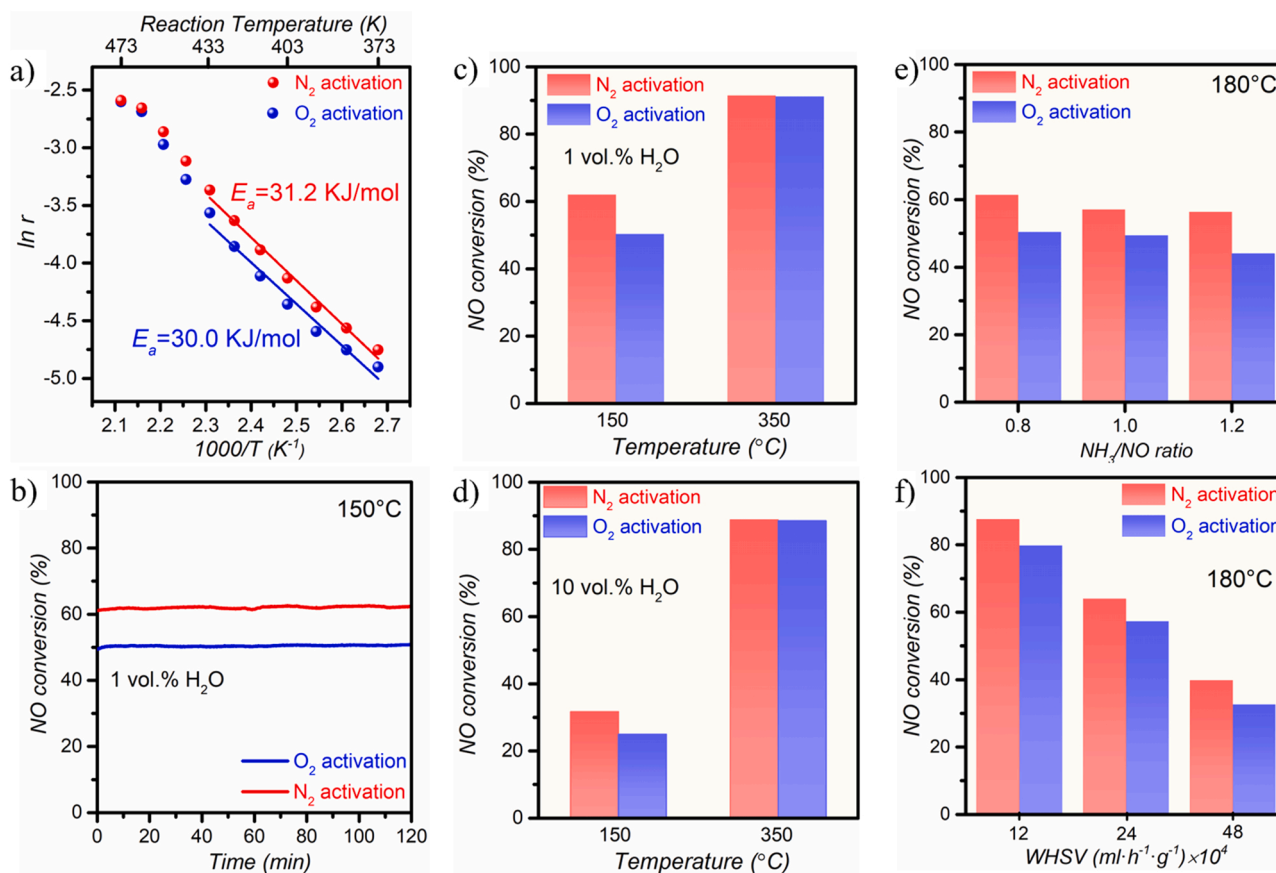 a)
Reaction Temperature (K)
473 433 403 373
N₂ activation
O₂ activation
Eₐ=31.2 KJ/mol
Eₐ=30.0 KJ/mol
ln r
-2.5
-3.0
-3.5
-4.0
-4.5
-5.0
2.1 2.2 2.3 2.4 2.5 2.6 2.7
1000/T (K⁻¹)
b)
150°C
NO conversion (%)
100
80
60
40
20
0
1 vol.% H₂O
O₂ activation
N₂ activation
0 20 40 60 80 100 120
Time (min)
c)
N₂ activation
O₂ activation
1 vol.% H₂O
NO conversion (%)
100
80
60
40
20
0
150 350
Temperature (°C)
d)
N₂ activation
O₂ activation
10 vol.% H₂O
NO conversion (%)
100
80
60
40
20
0
150 350
Temperature (°C)
e)
180°C
N₂ activation
O₂ activation
NO conversion (%)
100
80
60
40
20
0
0.8 1.0 1.2
NH₃/NO ratio
f)
N₂ activation
O₂ activation
180°C
NO conversion (%)
100
80
60
40
20
0
12 24 48
WHSV (ml·h⁻¹·g⁻¹)×10⁴